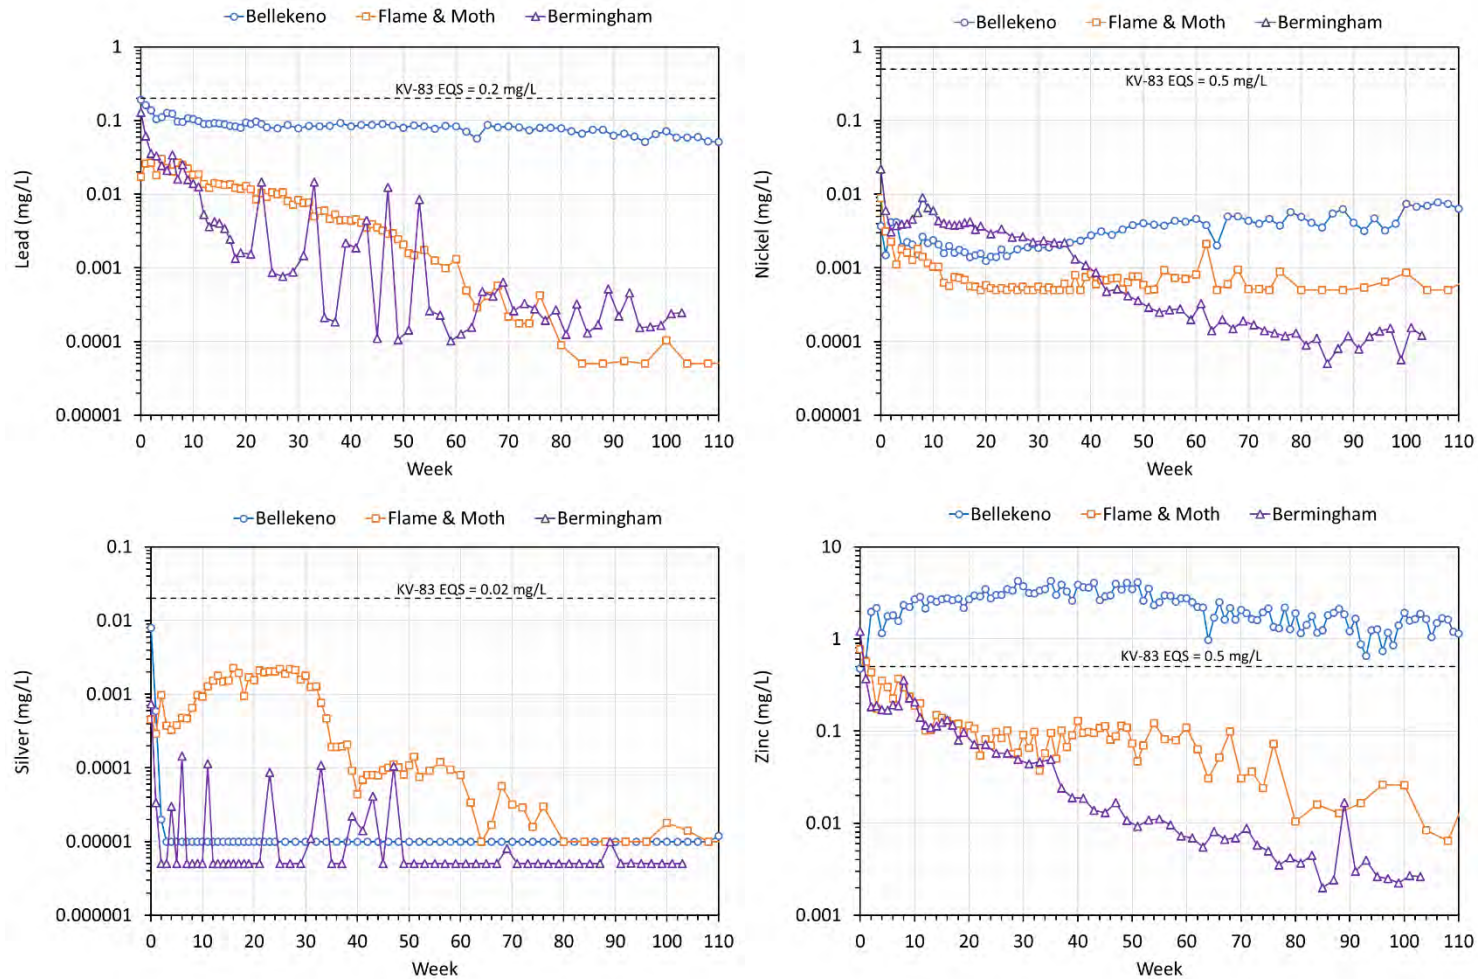 Bellekeno Flame & Moth Bermingham
1
KV-83 EQS = 0.2 mg/L
0.1
0.01
0.001
0.0001
0.00001
Lead (mg/L)
0 10 20 30 40 50 60 70 80 90 100 110
Week
Bellekeno Flame & Moth Bermingham
1
KV-83 EQS = 0.5 mg/L
0.1
0.01
0.001
0.0001
0.00001
Nickel (mg/L)
0 10 20 30 40 50 60 70 80 90 100 110
Week
Bellekeno Flame & Moth Bermingham
0.1
KV-83 EQS = 0.02 mg/L
0.01
0.001
0.0001
0.00001
0.000001
Silver (mg/L)
0 10 20 30 40 50 60 70 80 90 100 110
Week
Bellekeno Flame & Moth Bermingham
10
1
KV-83 EQS = 0.5 mg/L
0.1
0.01
0.001
Zinc (mg/L)
0 10 20 30 40 50 60 70 80 90 100 110
Week